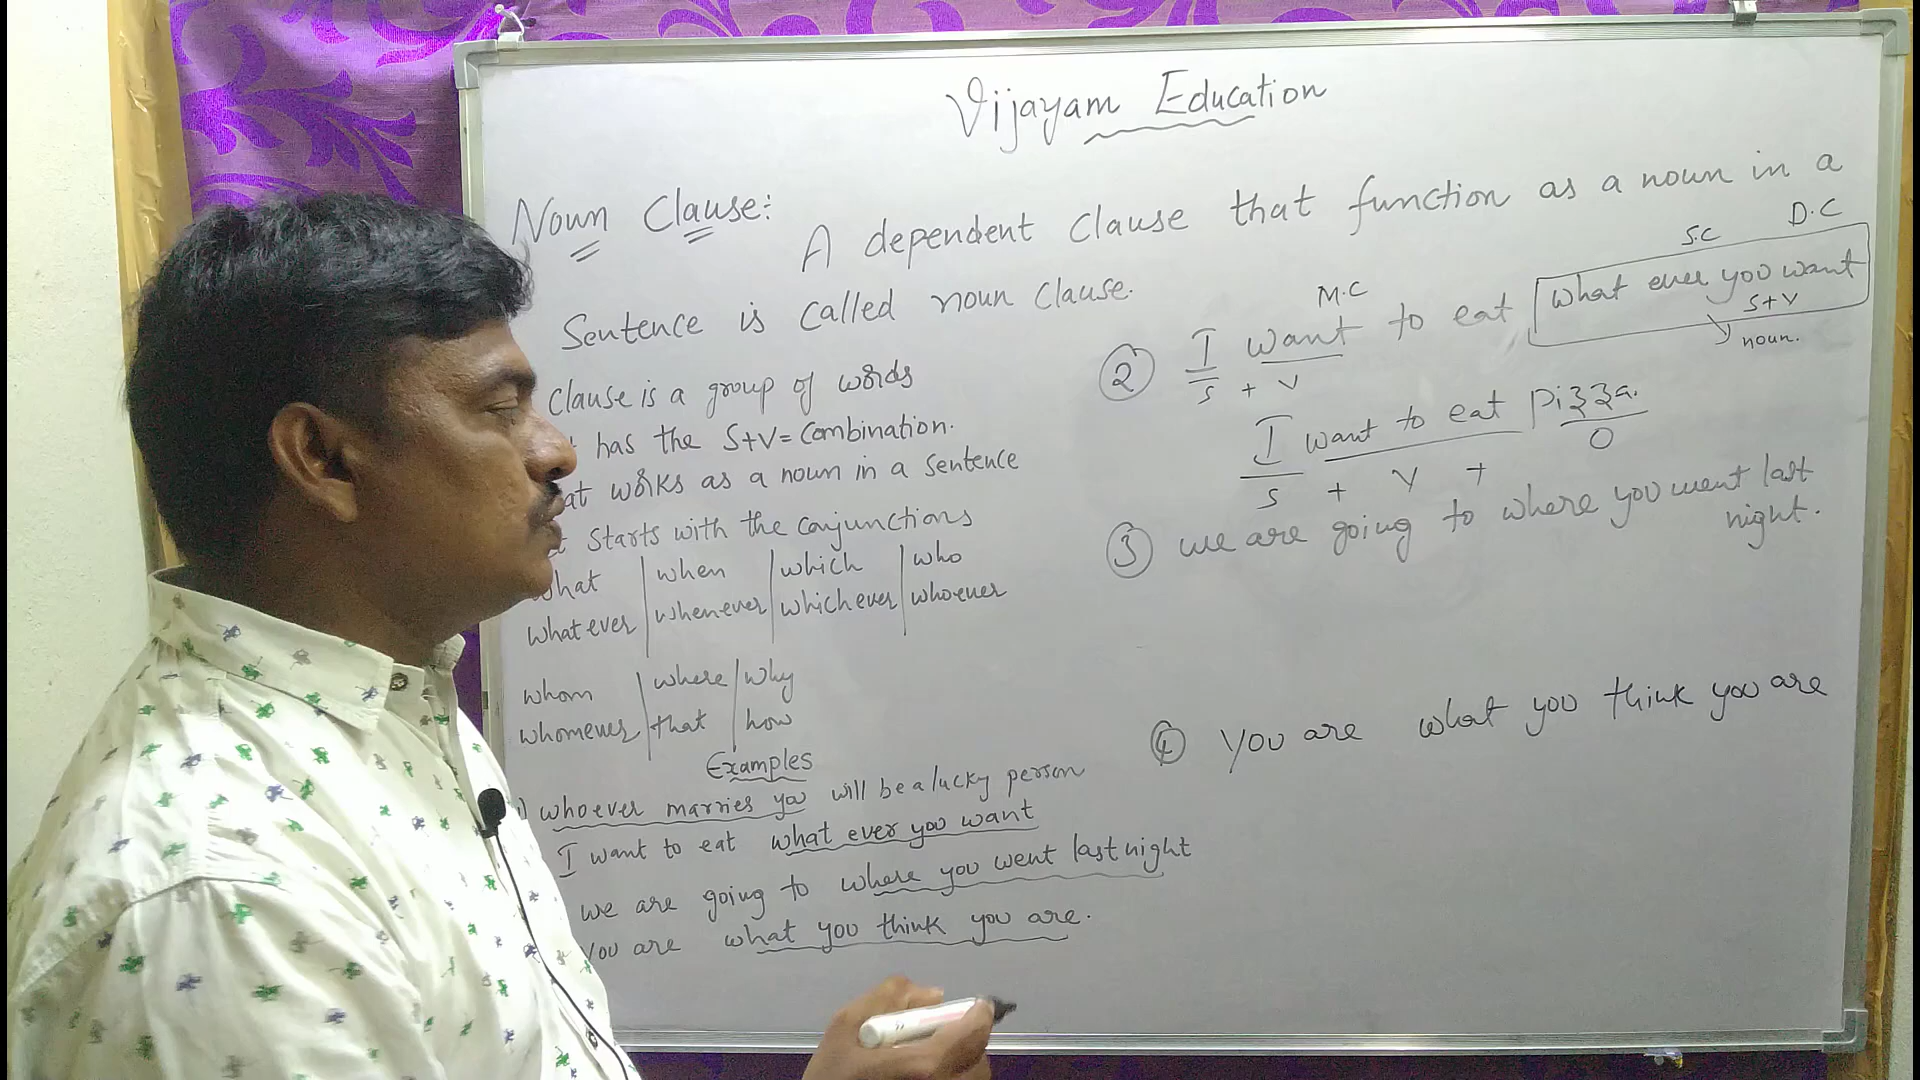 Vijayam Education
Noun Clause:
A dependent clause that function as a noun in a
Sentence is called noun clause.
Clause is a group of words
has the S+V = Combination.
at works as a noun in a sentence
starts with the conjunctions
what | when | which | who
whatever | whenever | whichever | whoever
whom | where | why
whomever | that | how
Examples
1) whoever marries you will be a lucky person
I want to eat what ever you want
we are going to where you went last night
you are what you think you are.
S.C D.C
M.C
② I want to eat what ever you want
S + V
S+V
noun.
I want to eat Pizza.
S + V + O
③ we are going to where you went last
night.
④ you are what you think you are